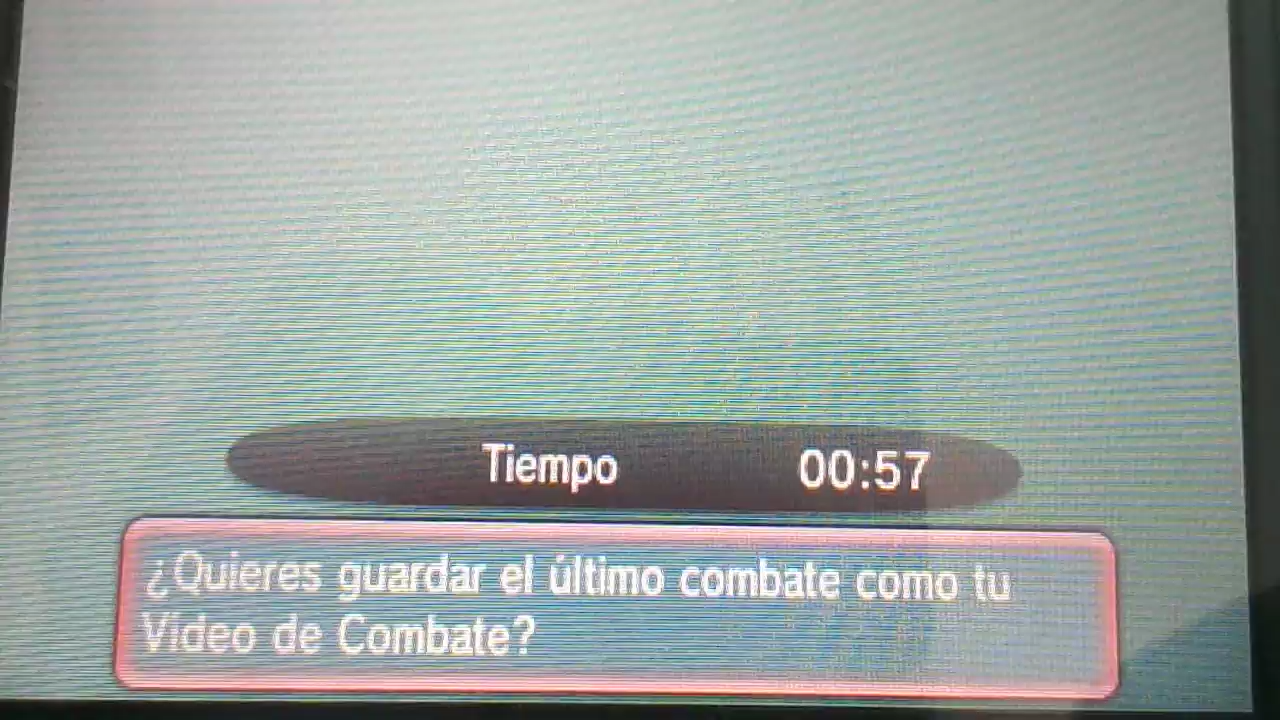 Tiempo 00:57
¿Quieres guardar el último combate como tu
Vídeo de Combate?